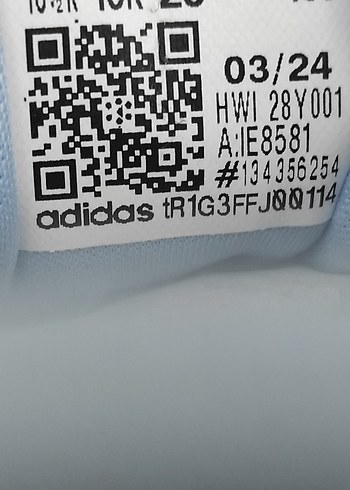 03/24
HWI 28Y001
A:IE8581
#134356254
adidas tR1G3FFJ00114